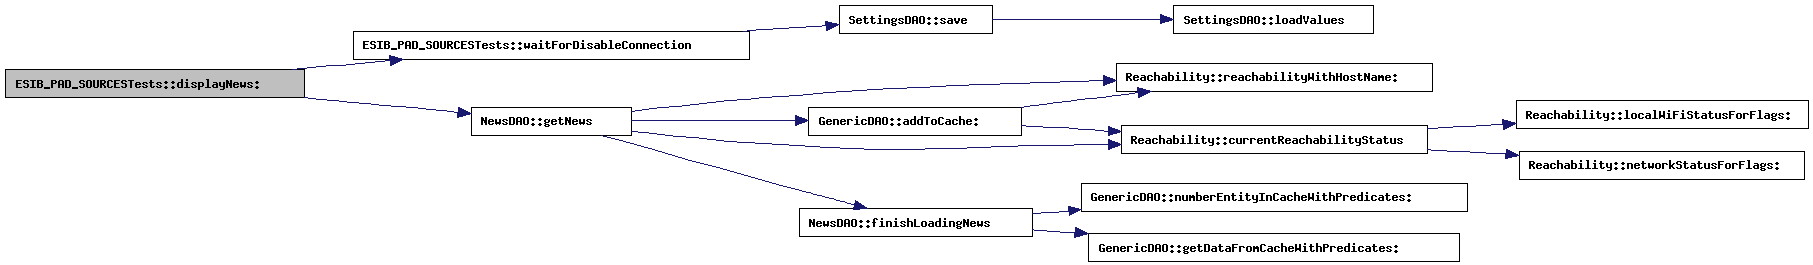 SettingsDAO::save
SettingsDAO::loadValues
ESIB_PAD_SOURCESTests::waitForDisableConnection
ESIB_PAD_SOURCESTests::displayNews:
Reachability::reachabilityWithHostName:
NewsDAO::getNews
GenericDAO::addToCache:
Reachability::localWiFiStatusForFlags:
Reachability::currentReachabilityStatus
Reachability::networkStatusForFlags:
GenericDAO::numberEntityInCacheWithPredicates:
NewsDAO::finishLoadingNews
GenericDAO::getDataFromCacheWithPredicates: